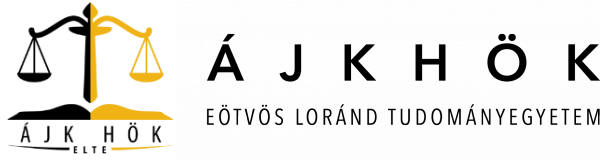 ÁJK HÖK
ELTE
ÁJKHÖK
EÖTVÖS LORÁND TUDOMÁNYEGYETEM